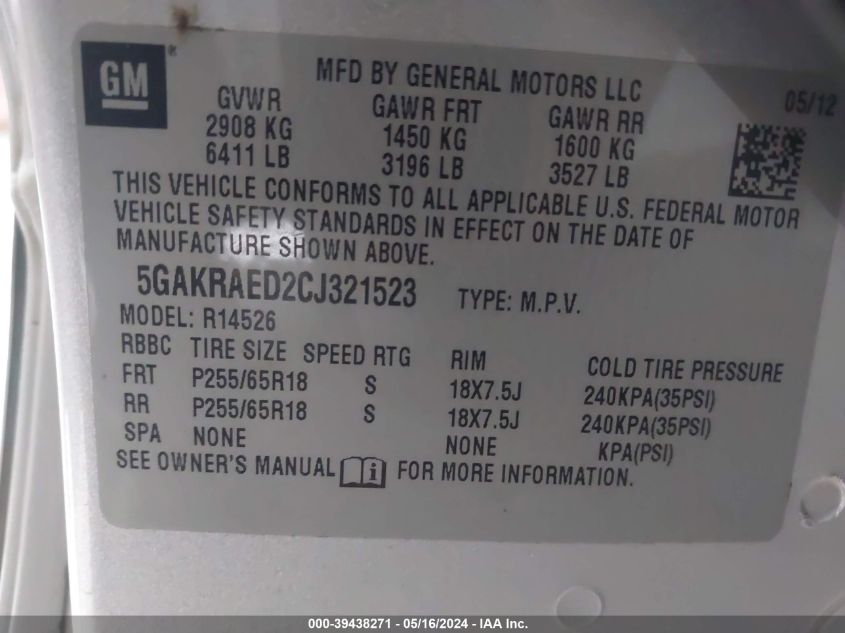 GM®
MFD BY GENERAL MOTORS LLC
05/12
GVWR GAWR FRT GAWR RR
2908 KG 1450 KG 1600 KG
6411 LB 3196 LB 3527 LB
THIS VEHICLE CONFORMS TO ALL APPLICABLE U.S. FEDERAL MOTOR
VEHICLE SAFETY STANDARDS IN EFFECT ON THE DATE OF
MANUFACTURE SHOWN ABOVE.
5GAKRAED2CJ321523 TYPE: M.P.V.
MODEL: R14526
RBBC TIRE SIZE SPEED RTG RIM COLD TIRE PRESSURE
FRT P255/65R18 S 18X7.5J 240KPA(35PSI)
RR P255/65R18 S 18X7.5J 240KPA(35PSI)
SPA NONE NONE KPA(PSI)
SEE OWNER'S MANUAL i FOR MORE INFORMATION.
000-39438271 - 05/16/2024 - IAA Inc.